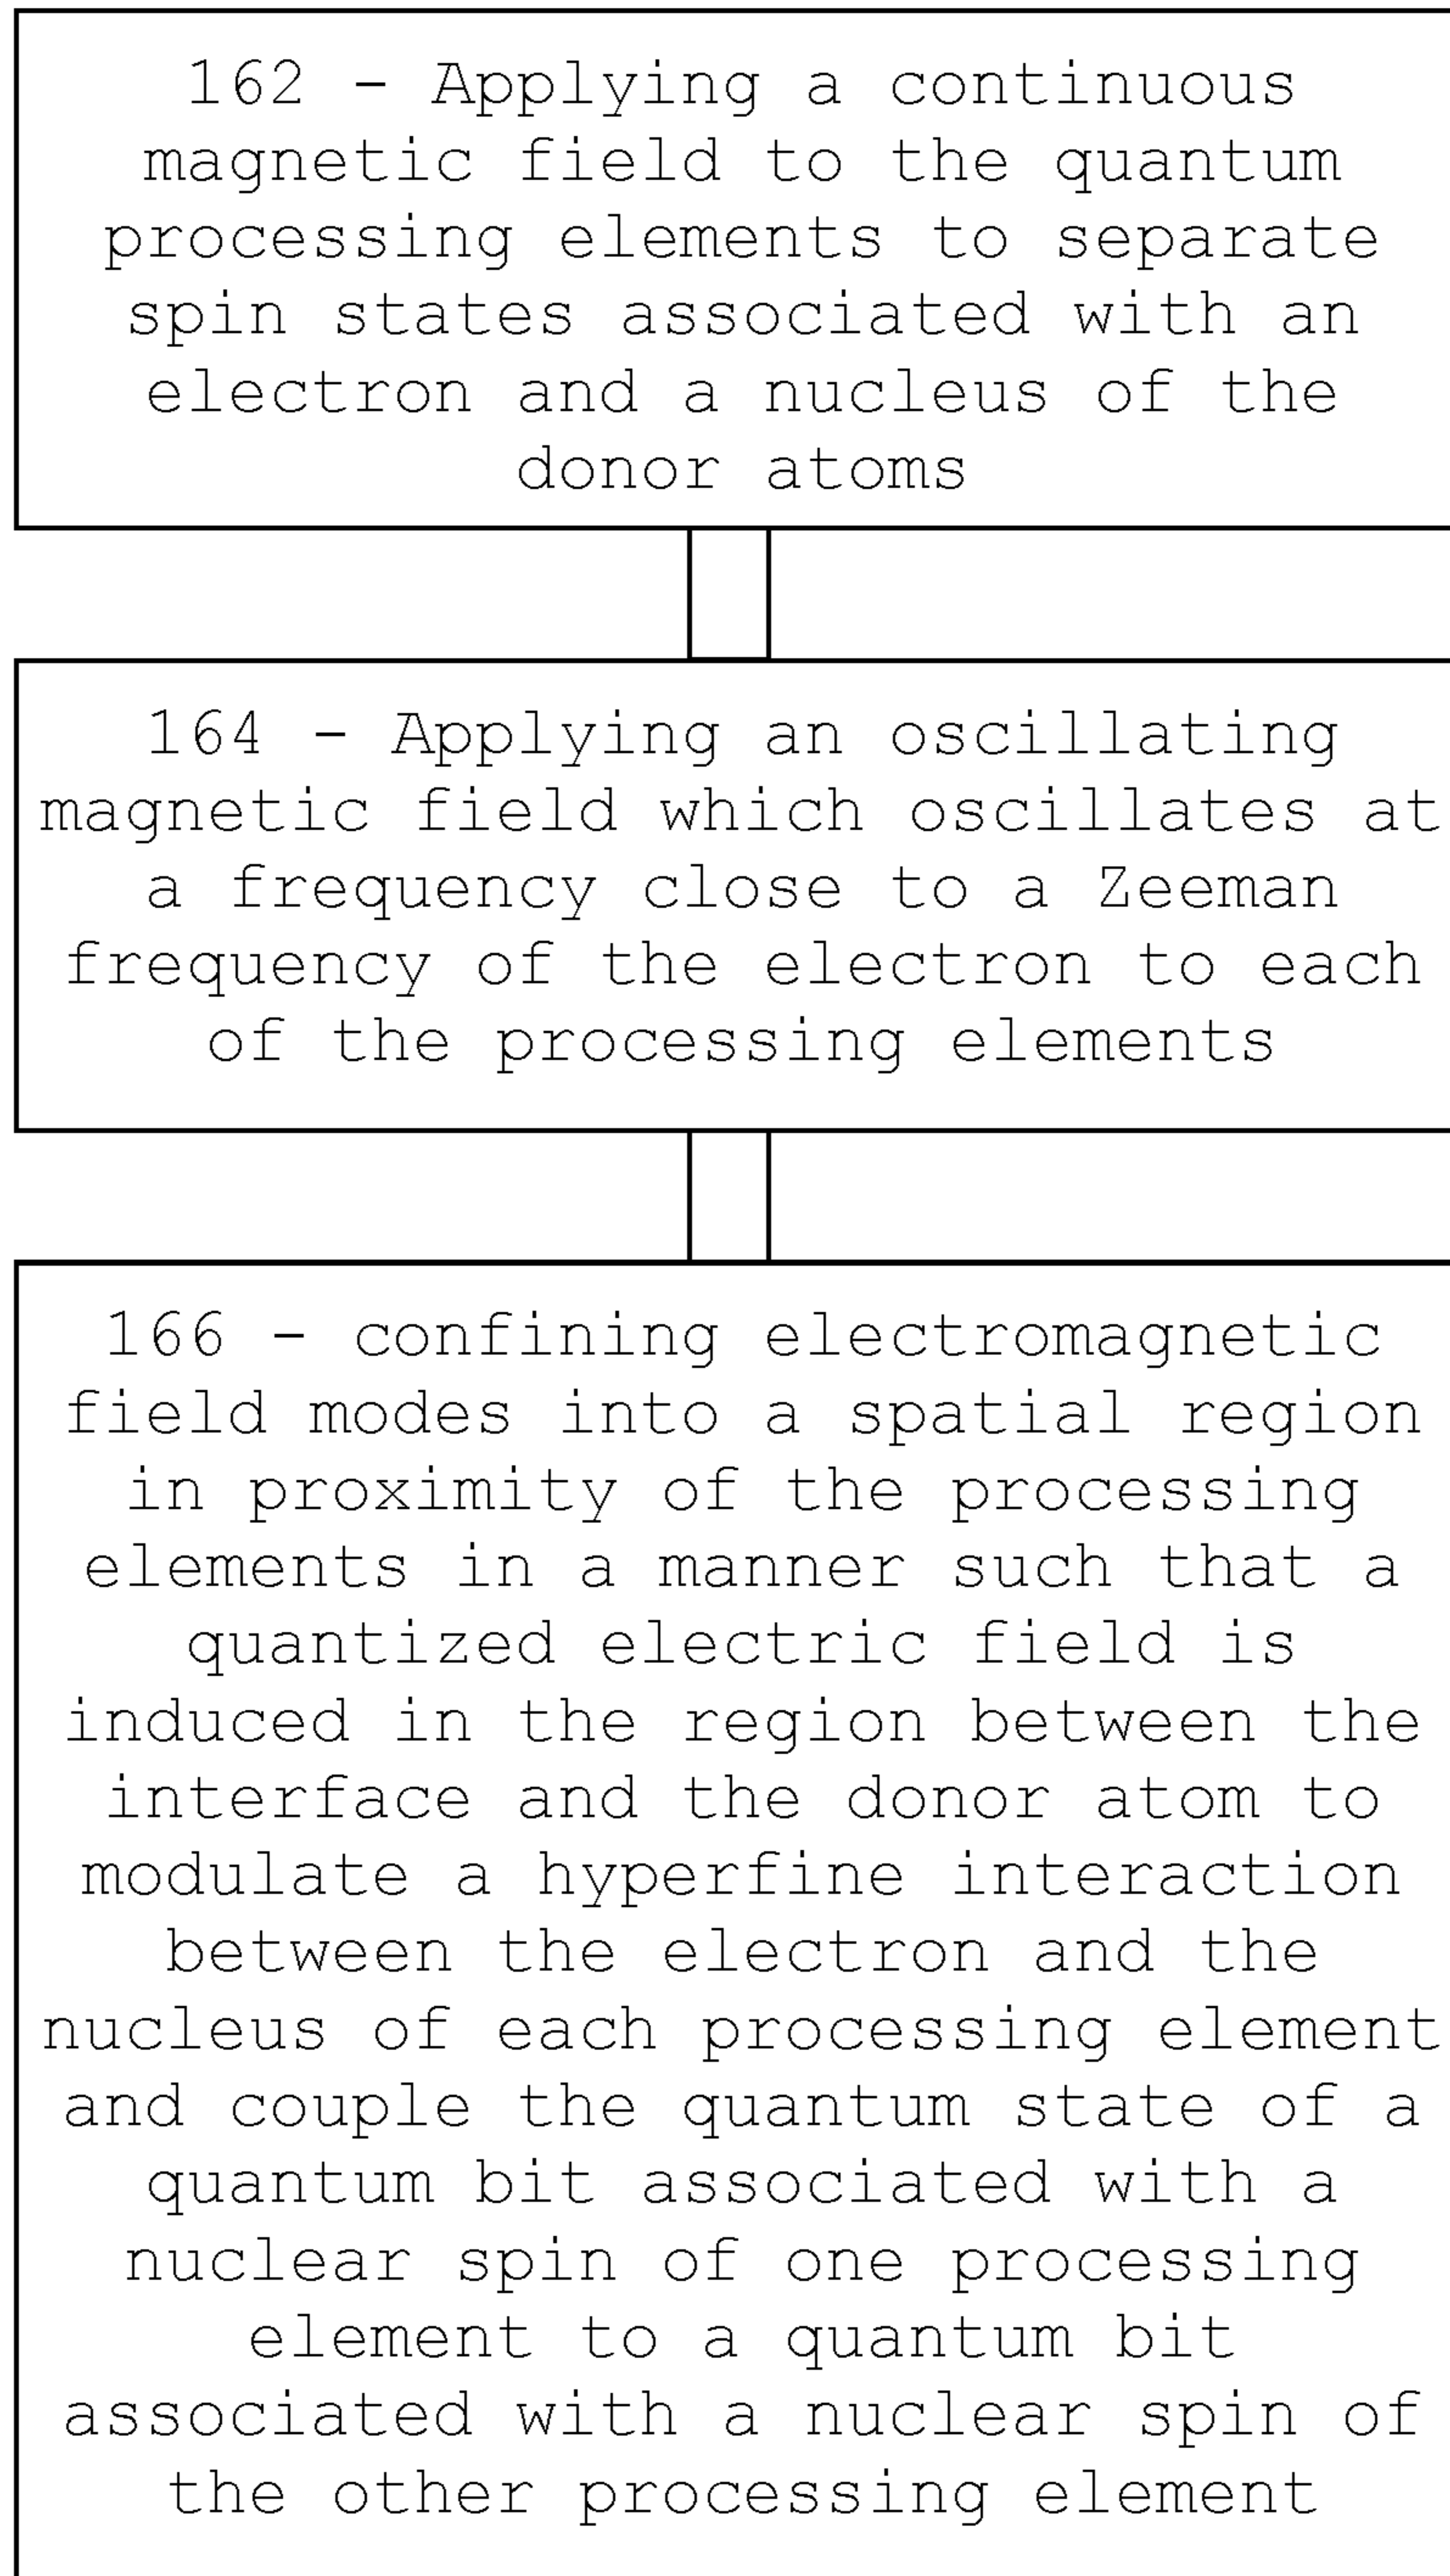 162 - Applying a continuous
magnetic field to the quantum
processing elements to separate
spin states associated with an
electron and a nucleus of the
donor atoms
164 - Applying an oscillating
magnetic field which oscillates at
a frequency close to a Zeeman
frequency of the electron to each
of the processing elements
166 - confining electromagnetic
field modes into a spatial region
in proximity of the processing
elements in a manner such that a
quantized electric field is
induced in the region between the
interface and the donor atom to
modulate a hyperfine interaction
between the electron and the
nucleus of each processing element
and couple the quantum state of a
quantum bit associated with a
nuclear spin of one processing
element to a quantum bit
associated with a nuclear spin of
the other processing element